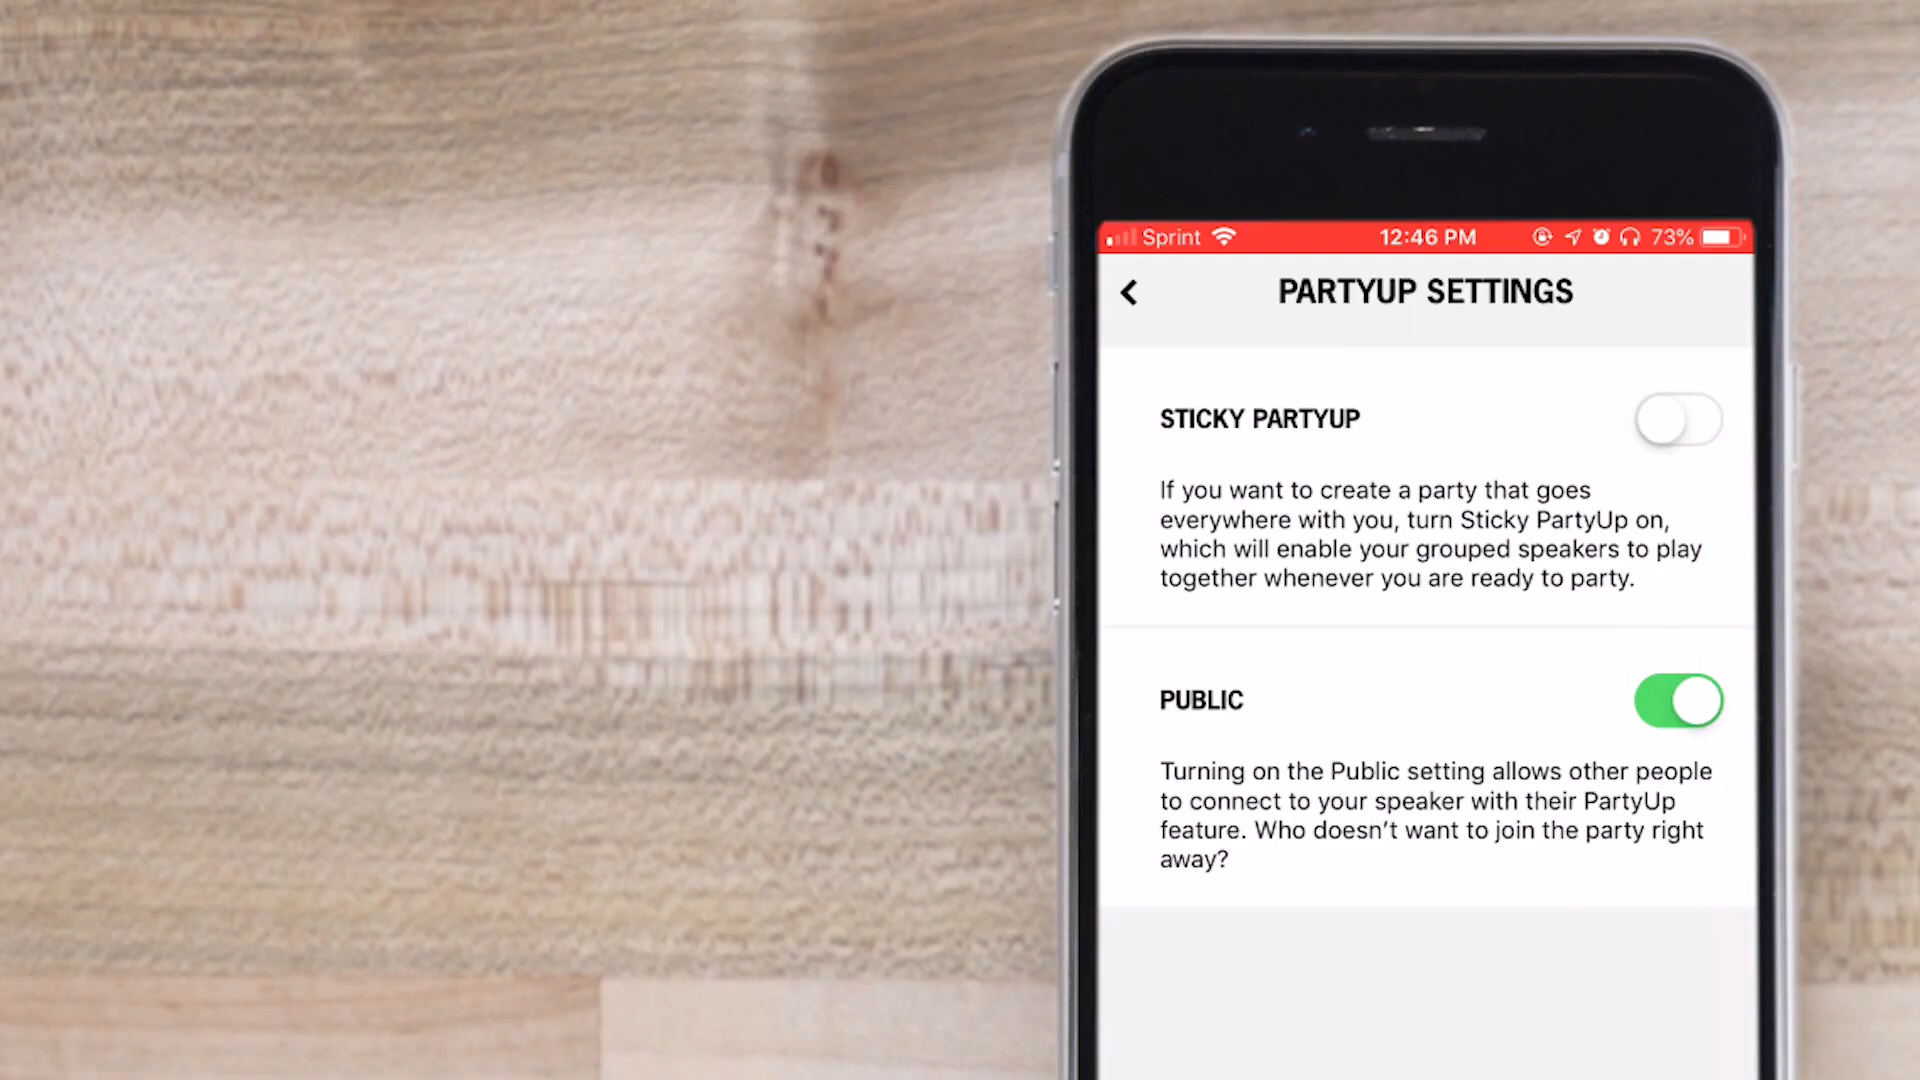 Sprint 12:46 PM 73%
PARTYUP SETTINGS
STICKY PARTYUP
If you want to create a party that goes
everywhere with you, turn Sticky PartyUp on,
which will enable your grouped speakers to play
together whenever you are ready to party.
PUBLIC
Turning on the Public setting allows other people
to connect to your speaker with their PartyUp
feature. Who doesn’t want to join the party right
away?